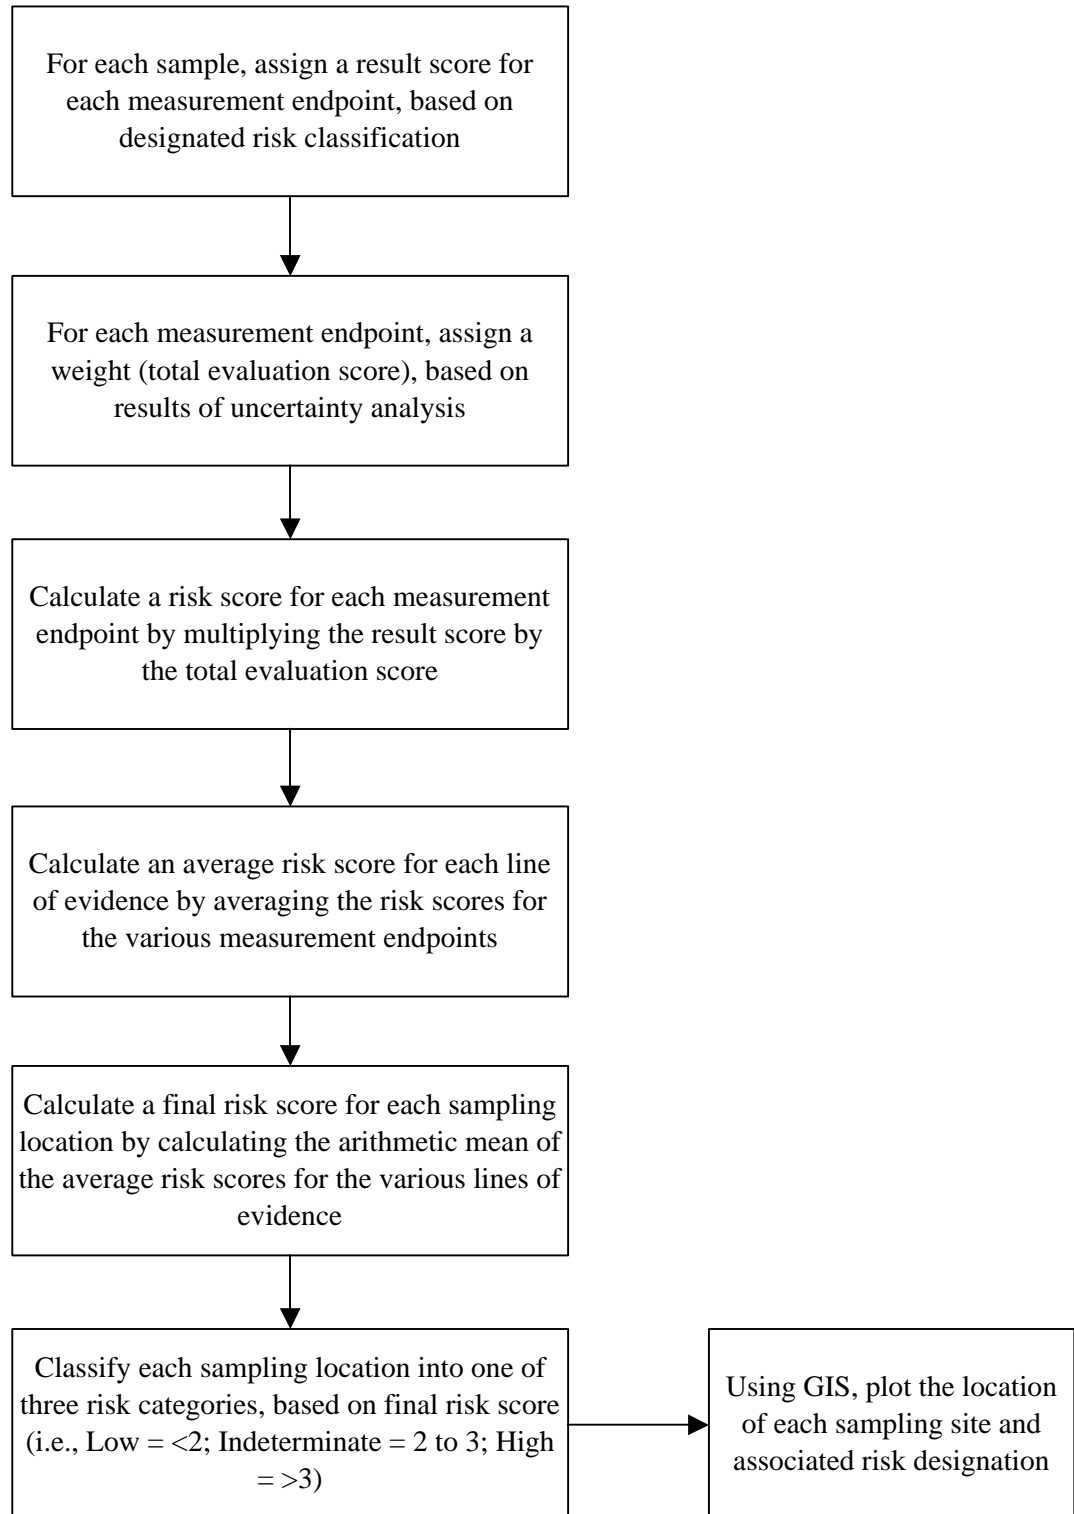 For each sample, assign a result score for
each measurement endpoint, based on
designated risk classification
For each measurement endpoint, assign a
weight (total evaluation score), based on
results of uncertainty analysis
Calculate a risk score for each measurement
endpoint by multiplying the result score by
the total evaluation score
Calculate an average risk score for each line
of evidence by averaging the risk scores for
the various measurement endpoints
Calculate a final risk score for each sampling
location by calculating the arithmetic mean of
the average risk scores for the various lines of
evidence
Classify each sampling location into one of
three risk categories, based on final risk score
(i.e., Low = <2; Indeterminate = 2 to 3; High
= >3)
Using GIS, plot the location
of each sampling site and
associated risk designation